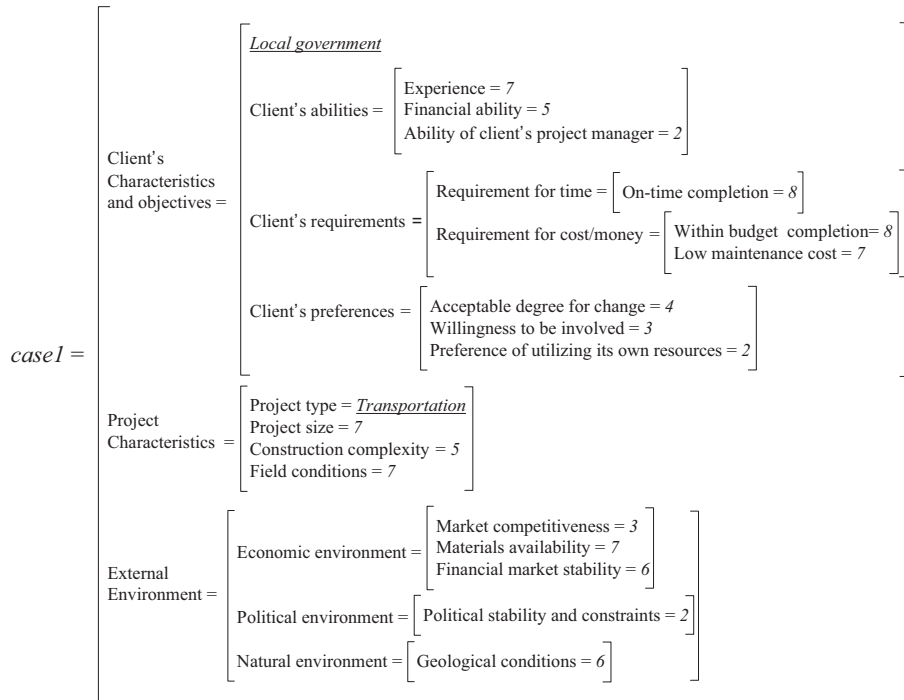 case1 =
Client's
Characteristics
and objectives =
Local government
Client's abilities =
Experience = 7
Financial ability = 5
Ability of client's project manager = 2
Client's requirements =
Requirement for time =
On-time completion = 8
Requirement for cost/money =
Within budget completion= 8
Low maintenance cost = 7
Client's preferences =
Acceptable degree for change = 4
Willingness to be involved = 3
Preference of utilizing its own resources = 2
Project
Characteristics =
Project type = Transportation
Project size = 7
Construction complexity = 5
Field conditions = 7
External
Environment =
Economic environment =
Market competitiveness = 3
Materials availability = 7
Financial market stability = 6
Political environment =
Political stability and constraints = 2
Natural environment =
Geological conditions = 6